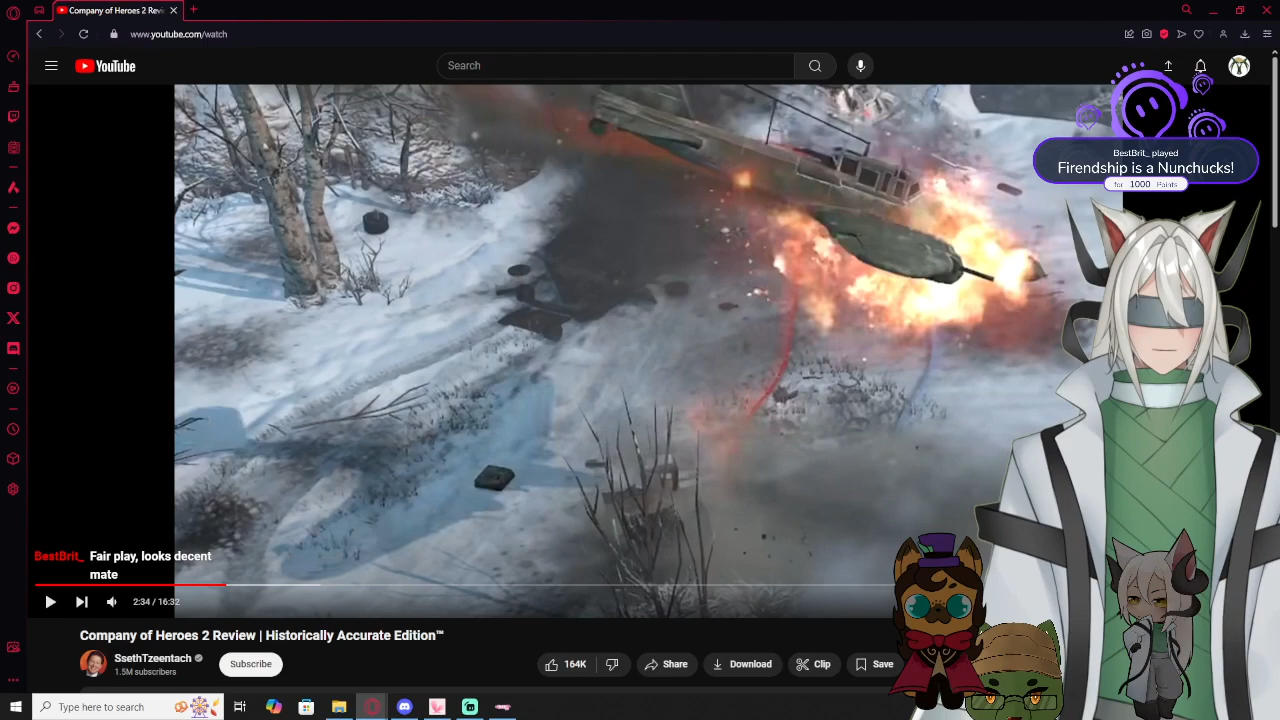 Company of Heroes 2 Revi
www.youtube.com/watch
YouTube
Search
BestBrit_ played
Firendship is a Nunchucks!
for 1000 Points
BestBrit_ Fair play, looks decent
mate
2:34 / 16:32
Company of Heroes 2 Review | Historically Accurate Edition™
SsethTzeentach
1.5M subscribers
Subscribe
164K
Share
Download
Clip
Save
Type here to search